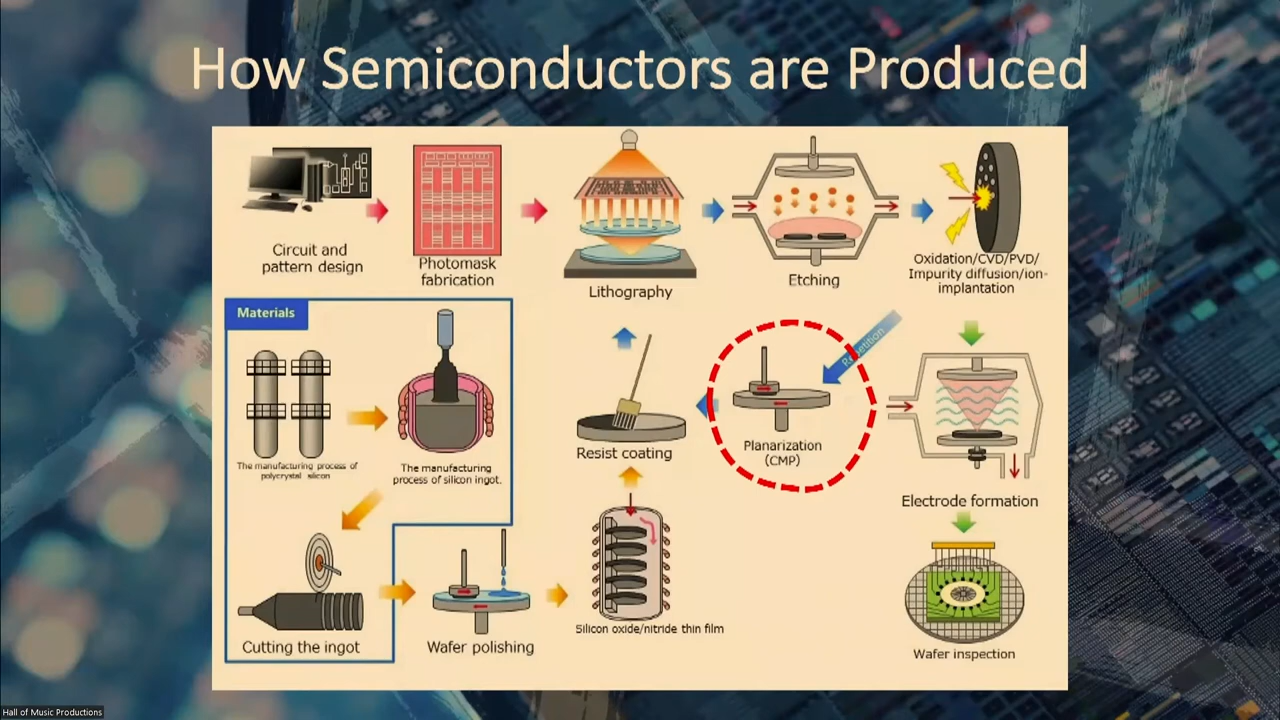 How Semiconductors are Produced
Circuit and
pattern design
Photomask
fabrication
Lithography
Etching
Oxidation/CVD/PVD/
Impurity diffusion/ion-
implantation
Materials
The manufacturing process of
polycrystal silicon
The manufacturing
process of silicon ingot.
Resist coating
Planarization
(CMP)
Repetition
Electrode formation
Cutting the ingot
Wafer polishing
Silicon oxide/nitride thin film
Wafer inspection
Hall of Music Productions